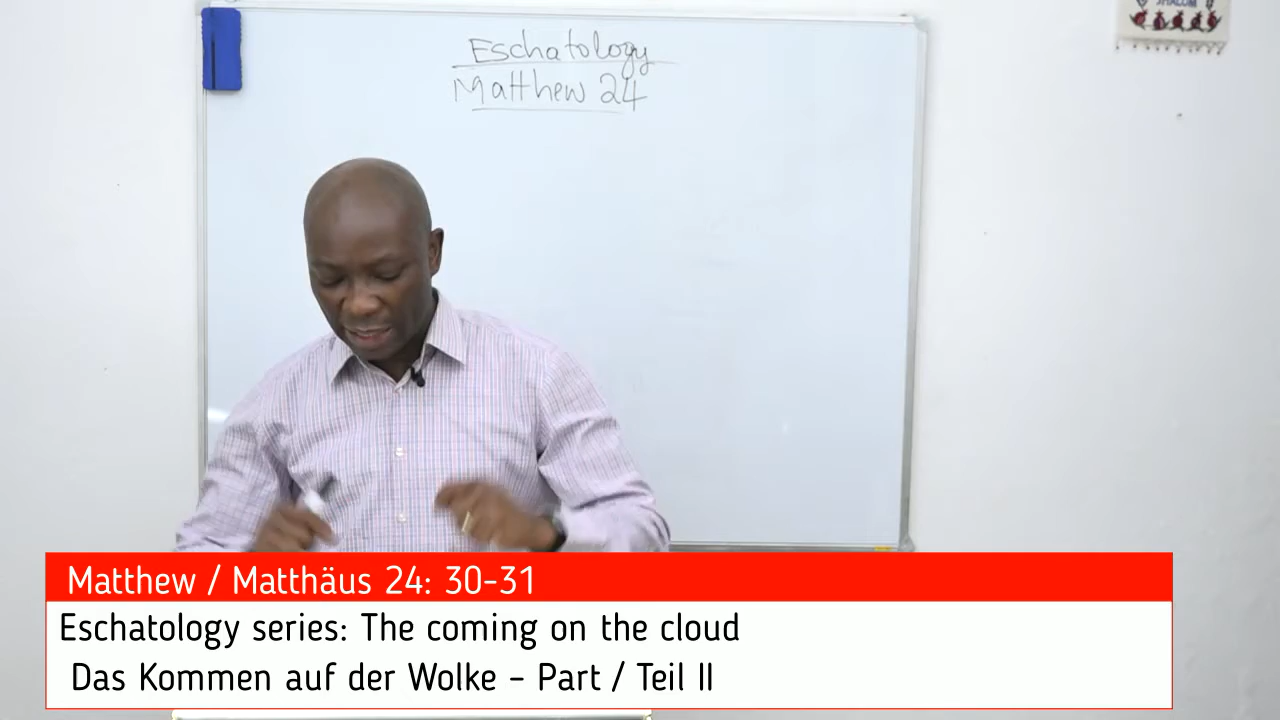 SHALOM
Eschatology
Matthew 24
Matthew / Matthäus 24: 30-31
Eschatology series: The coming on the cloud
Das Kommen auf der Wolke - Part / Teil II